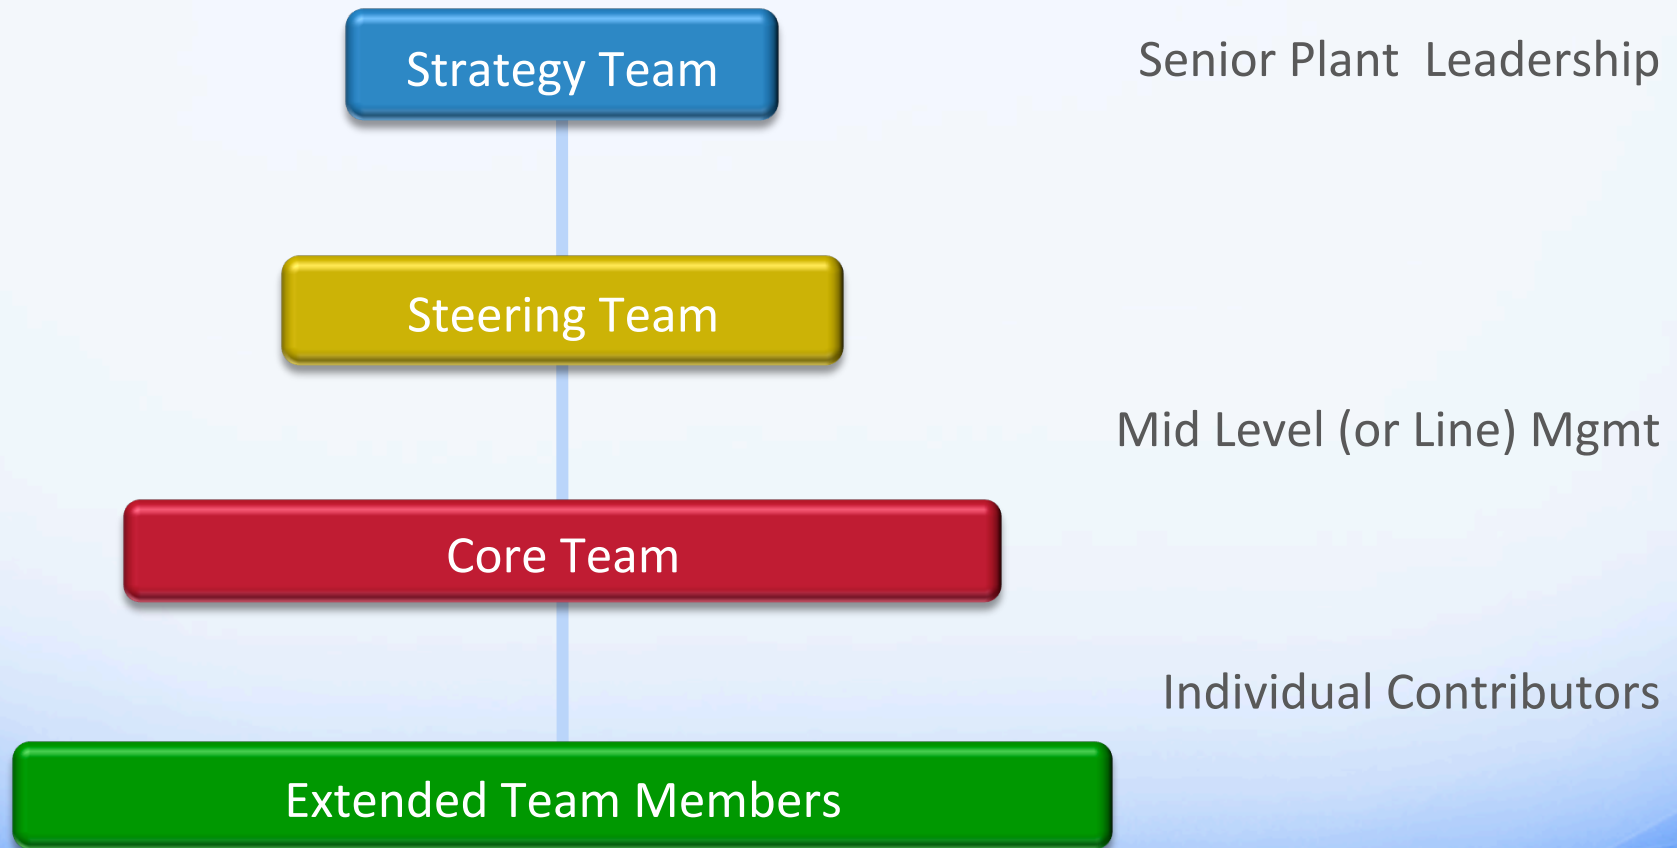 Strategy Team
Senior Plant  Leadership
Steering Team
Mid Level (or Line) Mgmt
Core Team
Individual Contributors
Extended Team Members